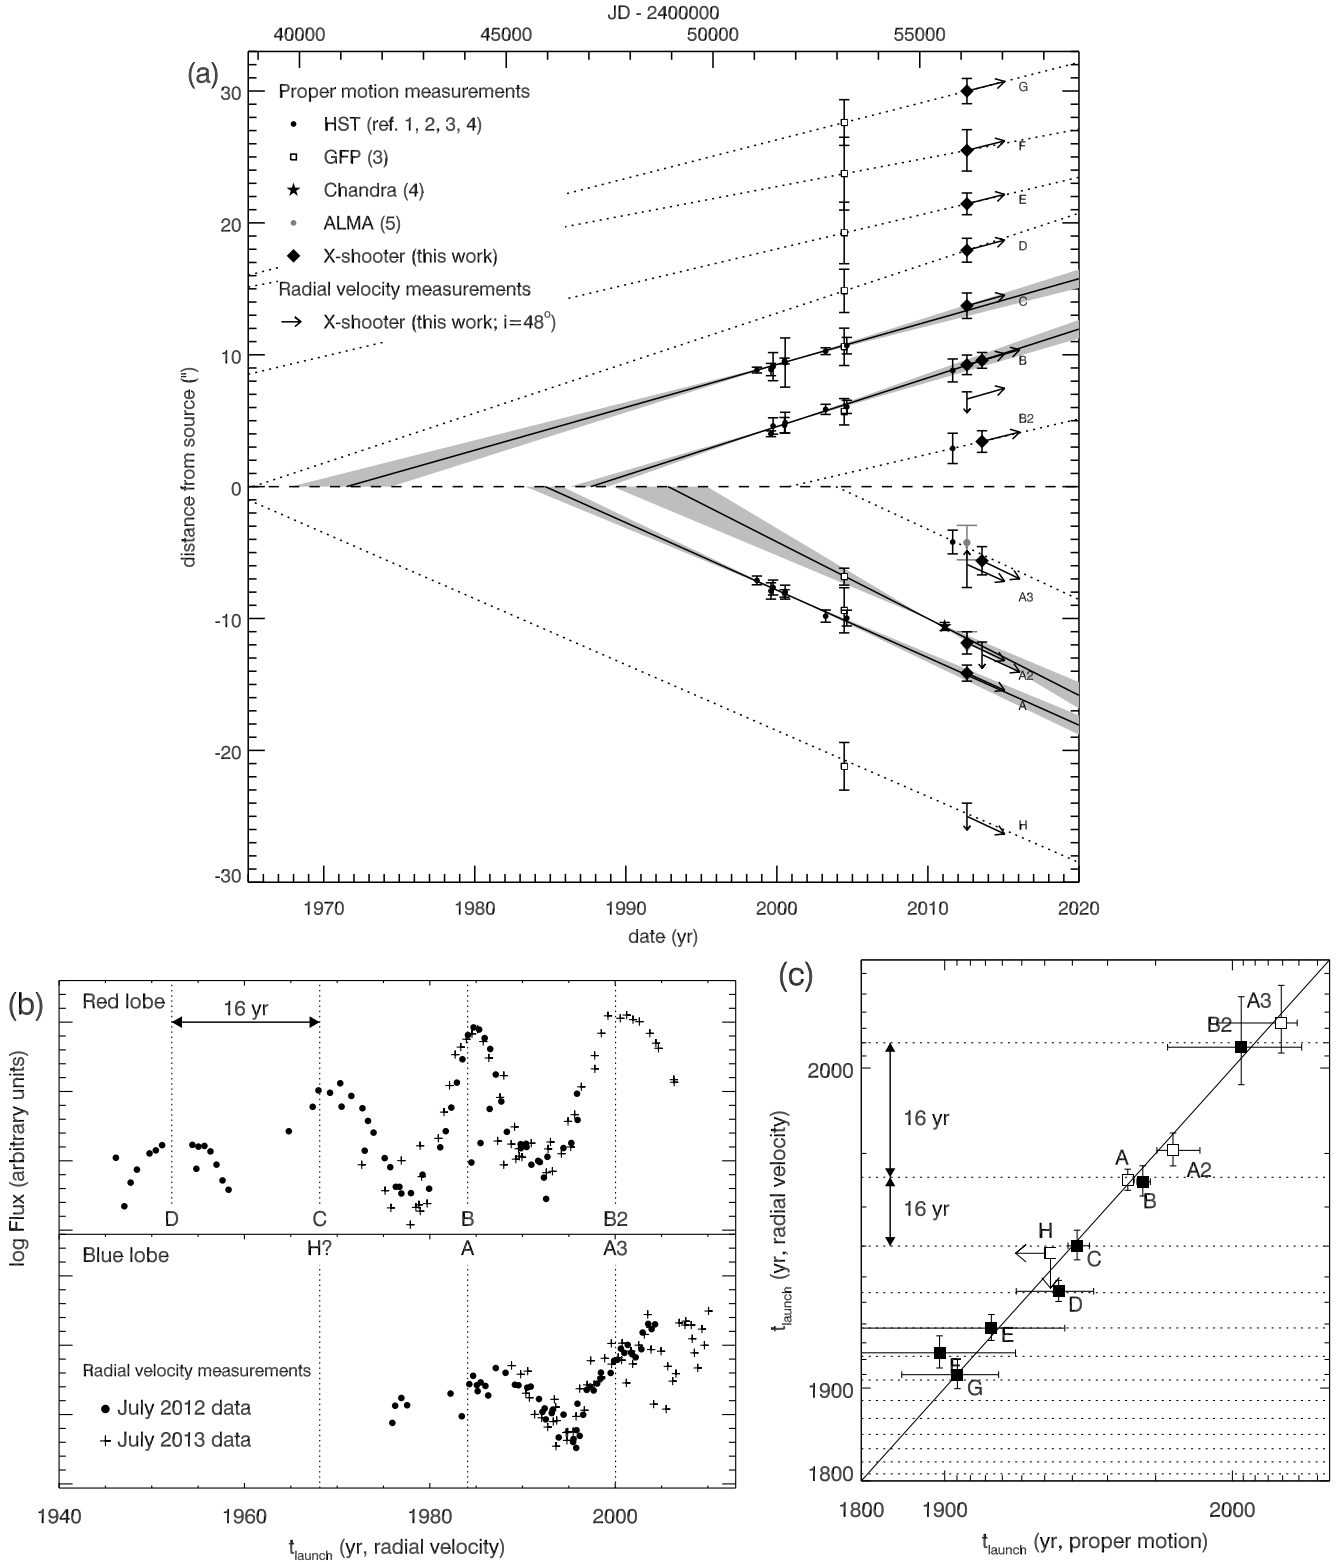 JD - 2400000
40000 45000 50000 55000
(a)
Proper motion measurements
HST (ref. 1, 2, 3, 4)
GFP (3)
Chandra (4)
ALMA (5)
X-shooter (this work)
Radial velocity measurements
X-shooter (this work; i=48°)
30
20
10
0
-10
-20
-30
distance from source (")
G
F
E
D
C
B
B2
A3
A2
A
H
1970 1980 1990 2000 2010 2020
date (yr)
(b)
Red lobe
16 yr
D C B B2
Blue lobe
H? A A3
Radial velocity measurements
July 2012 data
July 2013 data
log Flux (arbitrary units)
1940 1960 1980 2000
t_launch (yr, radial velocity)
(c)
A3
B2
2000
16 yr
A
A2
B
16 yr
H
C
D
E
F
G
1900
1800
t_launch (yr, radial velocity)
1800 1900 2000
t_launch (yr, proper motion)